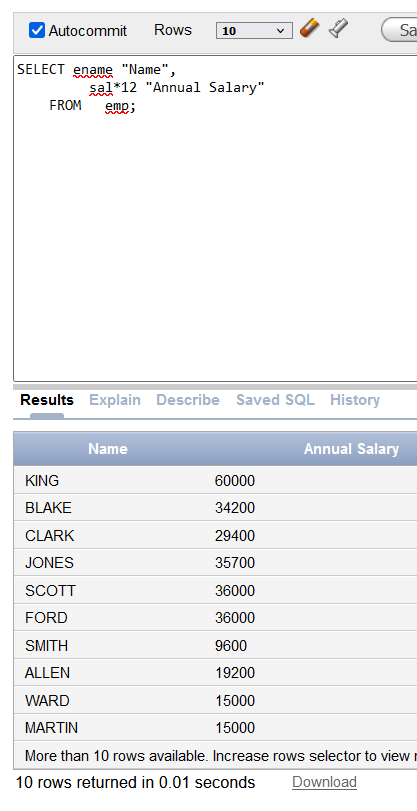 Autocommit Rows 10
SELECT ename "Name",
sal*12 "Annual Salary"
FROM emp;
Results Explain Describe Saved SQL History
Name Annual Salary
KING 60000
BLAKE 34200
CLARK 29400
JONES 35700
SCOTT 36000
FORD 36000
SMITH 9600
ALLEN 19200
WARD 15000
MARTIN 15000
More than 10 rows available. Increase rows selector to view
10 rows returned in 0.01 seconds Download